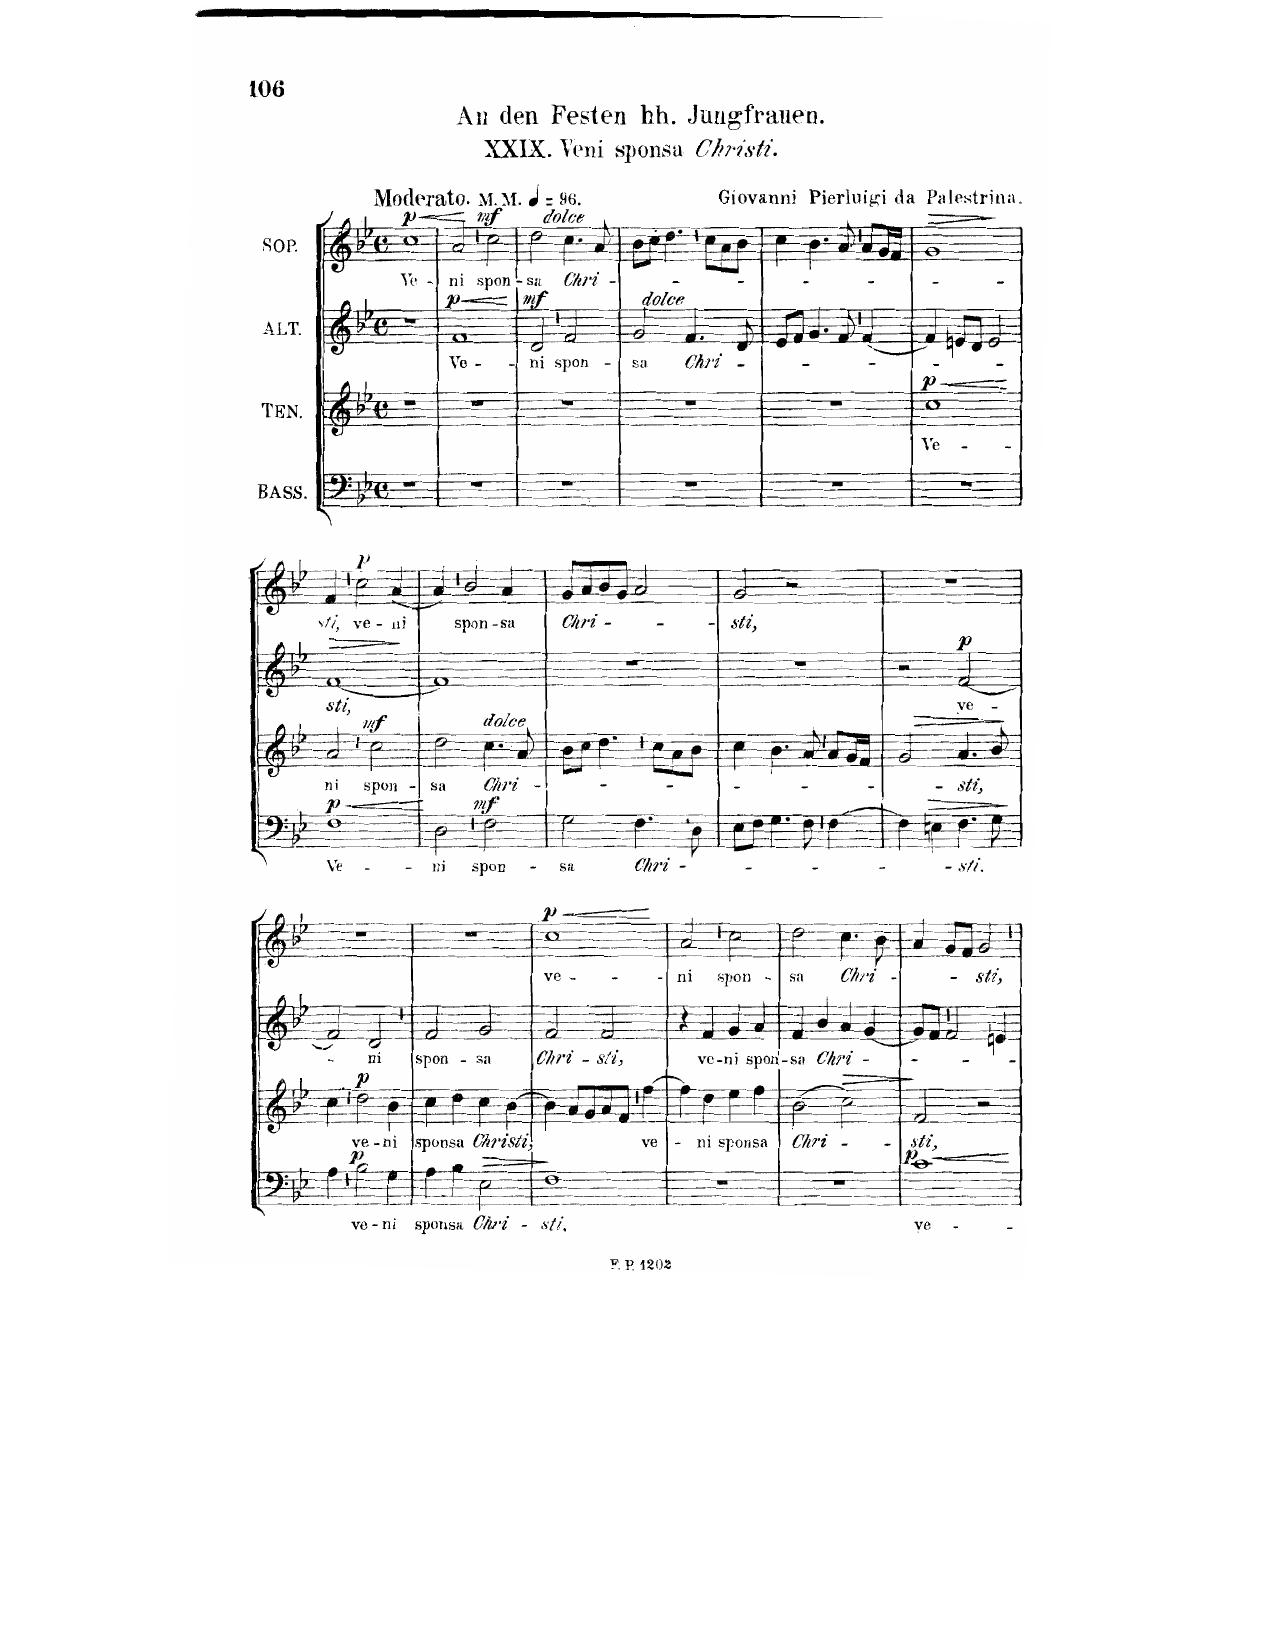 106
An den Festen hh. Jungfrauen.
XXIX. Veni sponsa Christi.
Moderato. M. M. ♩ = 96.
Giovanni Pierluigi da Palestrina.
p mf dolce
SOP.
Ve - ni spon - sa Chri - - - - - - -
p mf dolce
ALT.
Ve - - ni spon - sa Chri - - - - - -
p
TEN.
Ve - -
BASS.
p
sti, ve - ni spon - sa Chri - - - sti,
p
sti, ve -
mf dolce
ni spon - sa Chri - - - - - - - sti,
p mf
Ve - - ni spon - sa Chri - - - - - sti.
p
ve - - - ni spon - sa Chri - - sti,
- ni spon - sa Chri - sti, ve - ni spon - sa Chri - - - -
p
ve - ni sponsa Christi, ve - ni sponsa Chri - - sti,
p p
ve - ni sponsa Chri - sti. ve - -
F. P. 1202